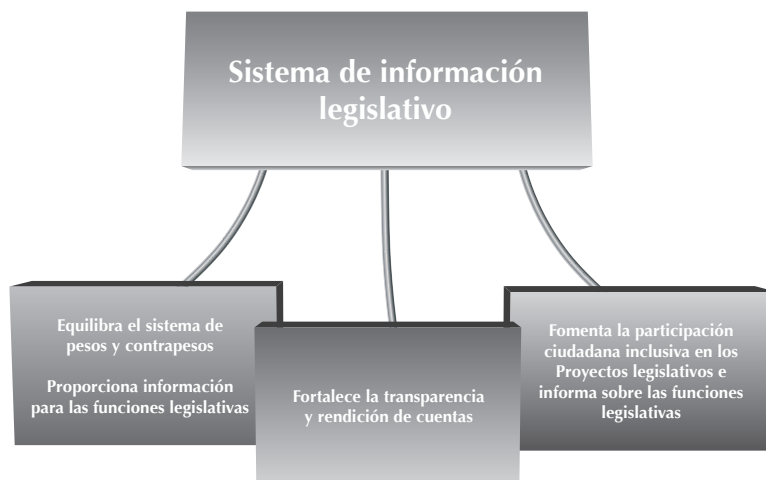 Sistema de información
legislativo
Equilibra el sistema de
pesos y contrapesos
Proporciona información
para las funciones legislativas
Fortalece la transparencia
y rendición de cuentas
Fomenta la participación
ciudadana inclusiva en los
Proyectos legislativos e
informa sobre las funciones
legislativas